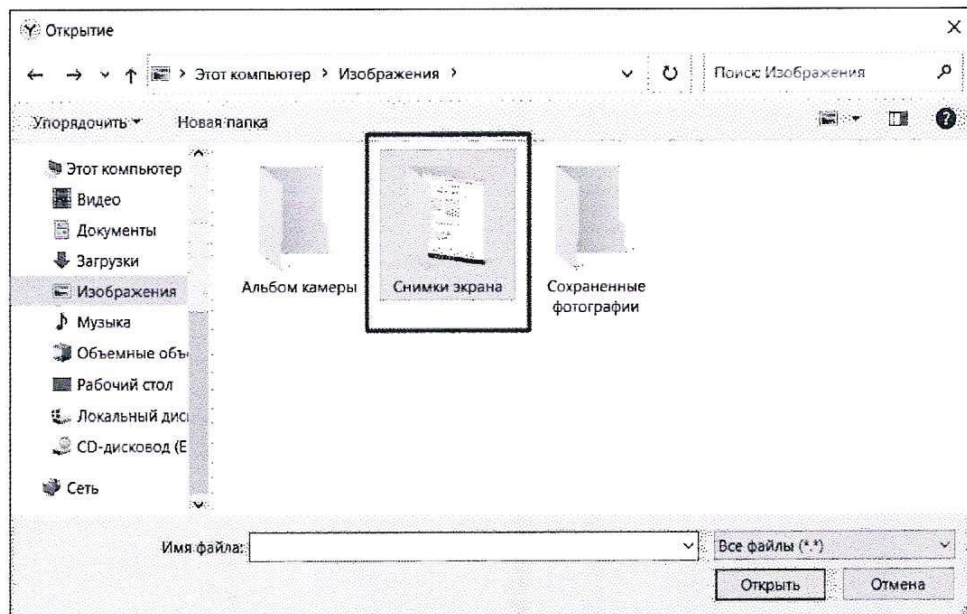 Открытие
Этот компьютер > Изображения >
Поиск: Изображения
Упорядочить
Новая папка
Этот компьютер
Видео
Документы
Загрузки
Изображения
Музыка
Объемные объ
Рабочий стол
Локальный дис
CD-дисковод (E
Сеть
Альбом камеры
Снимки экрана
Сохраненные
фотографии
Имя файла:
Все файлы (*.*)
Открыть
Отмена